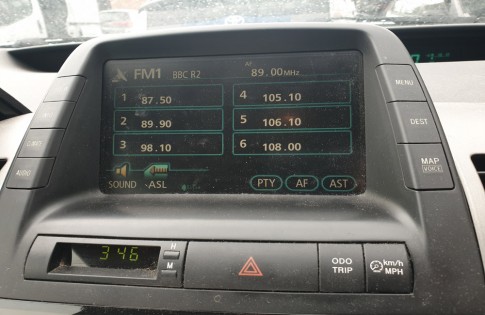 FM1 BBC R2 AF 89.00MHz
1 87.50 4 105.10
2 89.90 5 106.10
3 98.10 6 108.00
SOUND ASL PTY AF AST
MENU
DEST
MAP
VOICE
AUDIO
3:46 H
M
ODO
TRIP
km/h
MPH